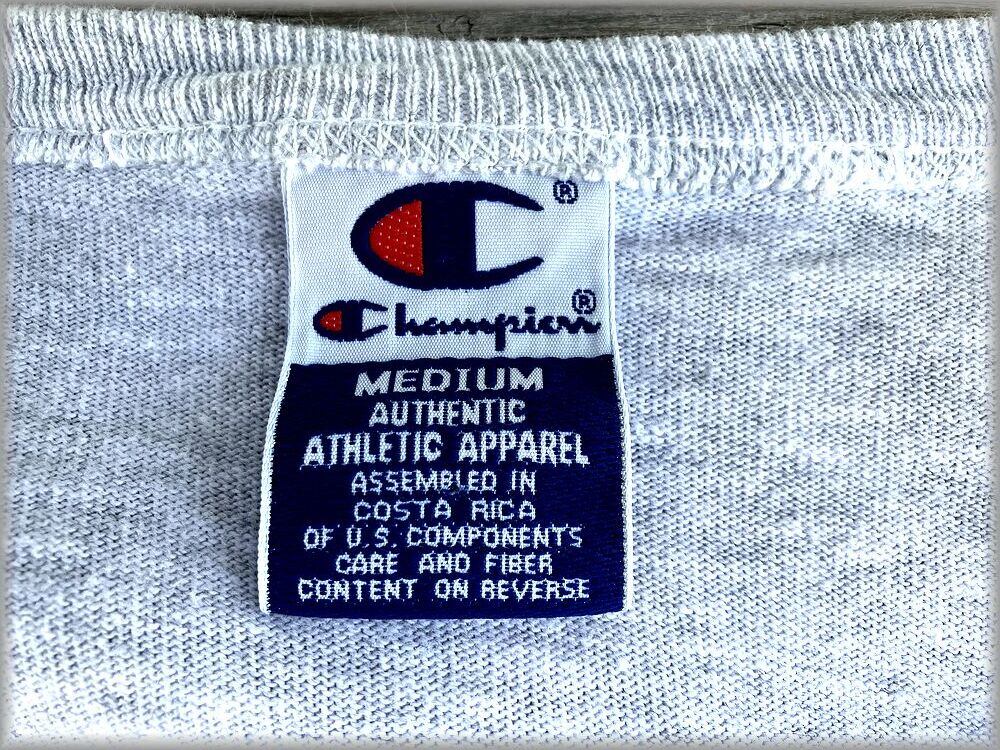 ®
Champion®
MEDIUM
AUTHENTIC
ATHLETIC APPAREL
ASSEMBLED IN
COSTA RICA
OF U.S. COMPONENTS
CARE AND FIBER
CONTENT ON REVERSE